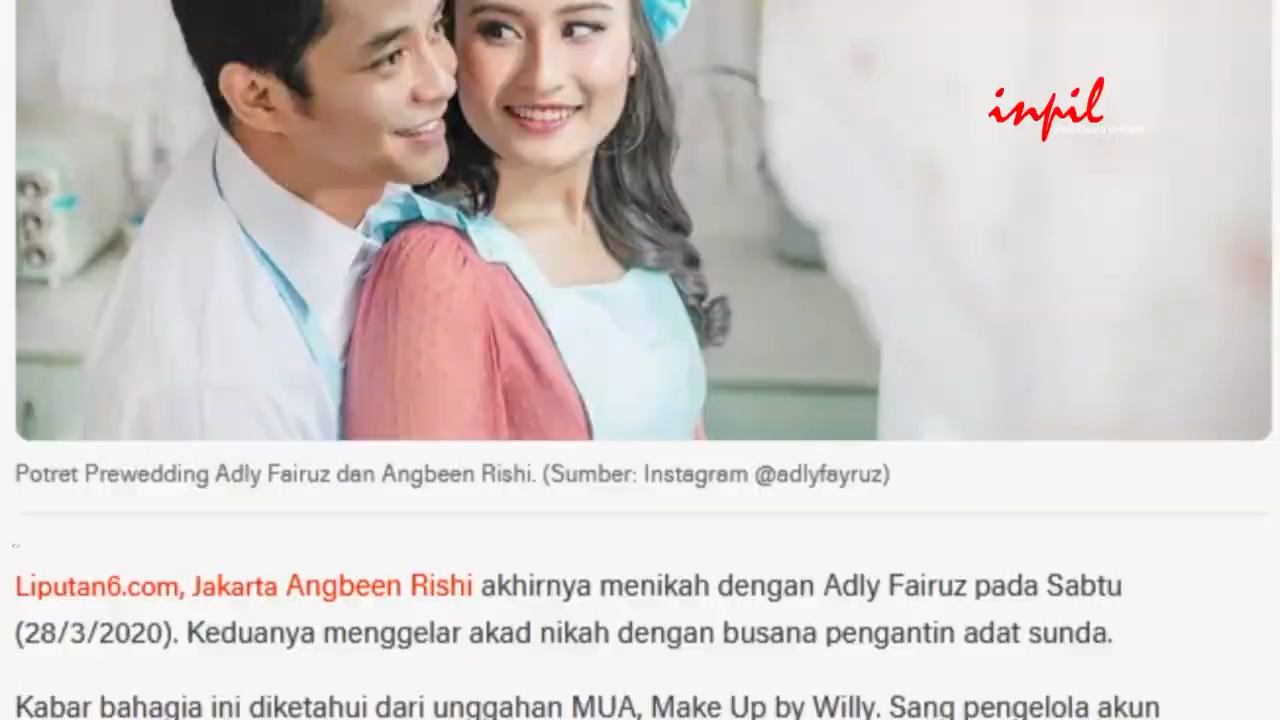 inpil
Potret Prewedding Adly Fairuz dan Angbeen Rishi. (Sumber: Instagram @adlyfayruz)
Liputan6.com, Jakarta Angbeen Rishi akhirnya menikah dengan Adly Fairuz pada Sabtu
(28/3/2020). Keduanya menggelar akad nikah dengan busana pengantin adat sunda.
Kabar bahagia ini diketahui dari unggahan MUA, Make Up by Willy. Sang pengelola akun